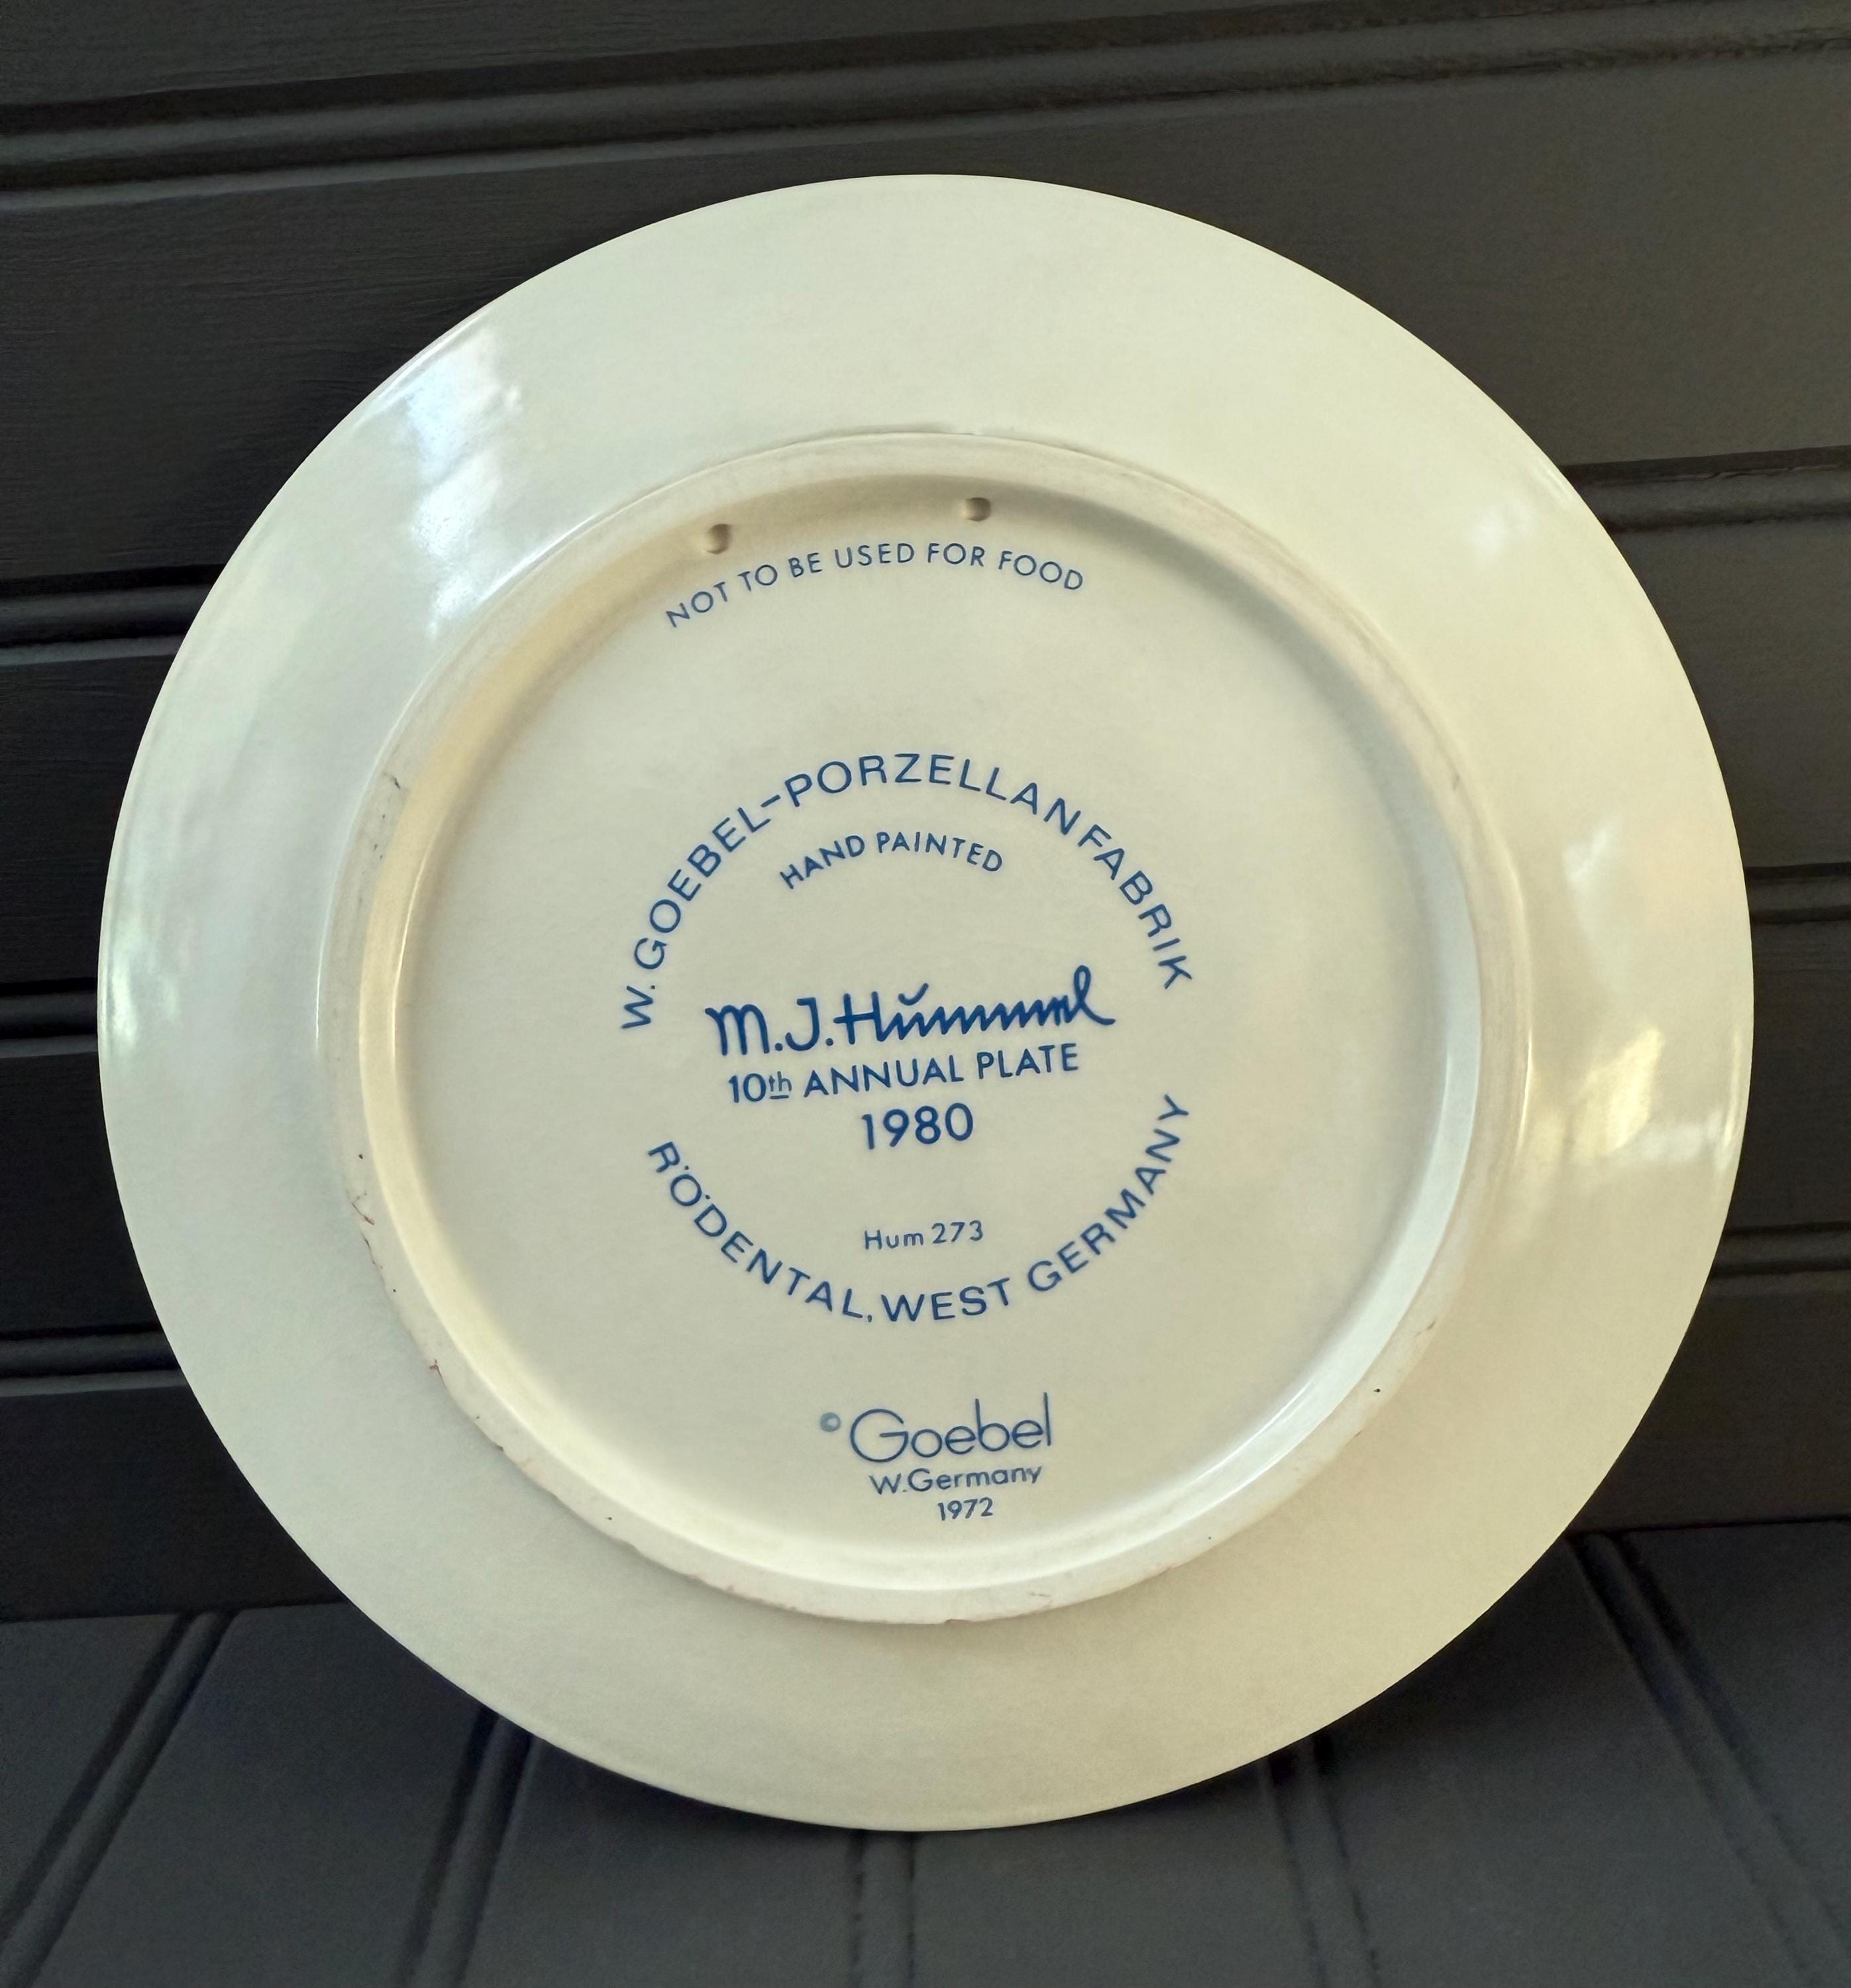 NOT TO BE USED FOR FOOD
W. GOEBEL-PORZELLANFABRIK
HAND PAINTED
M.J. Hummel
10th ANNUAL PLATE
1980
Hum 273
RÖDENTAL, WEST GERMANY
© Goebel
W.Germany
1972